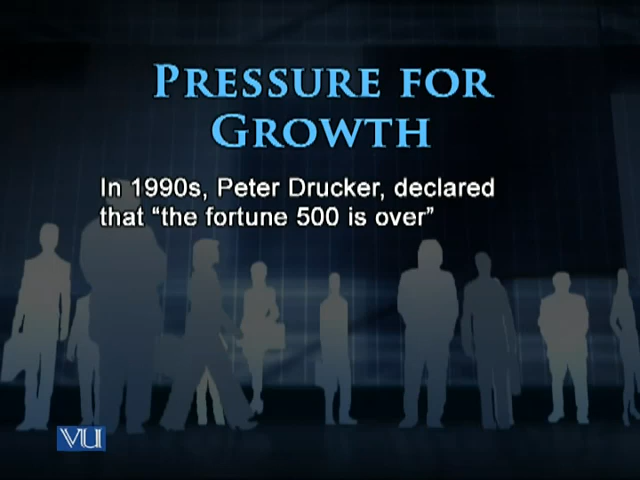 PRESSURE FOR
GROWTH
In 1990s, Peter Drucker, declared
that “the fortune 500 is over”
VU